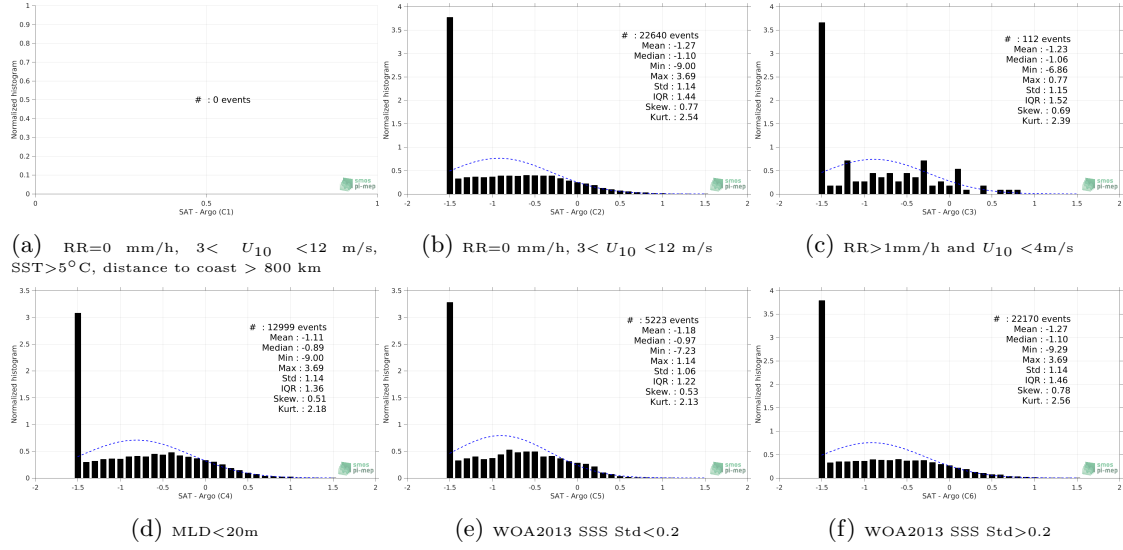 1
0.9
0.8
0.7
0.6
0.5
0.4
0.3
0.2
0.1
0
Normalized histogram
# : 0 events
smos
pi-mep
0 0.5 1
SAT - Argo (C1)
(a) RR=0 mm/h, 3< U10 <12 m/s,
SST>5°C, distance to coast > 800 km
4
3.5
3
2.5
2
1.5
1
0.5
0
Normalized histogram
# : 22640 events
Mean : -1.27
Median : -1.10
Min : -9.00
Max : 3.69
Std : 1.14
IQR : 1.44
Skew. : 0.77
Kurt. : 2.54
smos
pi-mep
-2 -1.5 -1 -0.5 0 0.5 1 1.5 2
SAT - Argo (C2)
(b) RR=0 mm/h, 3< U10 <12 m/s
4
3.5
3
2.5
2
1.5
1
0.5
0
Normalized histogram
# : 112 events
Mean : -1.23
Median : -1.06
Min : -6.86
Max : 0.77
Std : 1.15
IQR : 1.52
Skew. : 0.69
Kurt. : 2.39
smos
pi-mep
-2 -1.5 -1 -0.5 0 0.5 1 1.5 2
SAT - Argo (C3)
(c) RR>1mm/h and U10 <4m/s
3.5
3
2.5
2
1.5
1
0.5
0
Normalized histogram
# : 12999 events
Mean : -1.11
Median : -0.89
Min : -9.00
Max : 3.69
Std : 1.14
IQR : 1.36
Skew. : 0.51
Kurt. : 2.18
smos
pi-mep
-2 -1.5 -1 -0.5 0 0.5 1 1.5 2
SAT - Argo (C4)
(d) MLD<20m
3.5
3
2.5
2
1.5
1
0.5
0
Normalized histogram
# : 5223 events
Mean : -1.18
Median : -0.97
Min : -7.23
Max : 1.14
Std : 1.06
IQR : 1.22
Skew. : 0.53
Kurt. : 2.13
smos
pi-mep
-2 -1.5 -1 -0.5 0 0.5 1 1.5 2
SAT - Argo (C5)
(e) WOA2013 SSS Std<0.2
4
3.5
3
2.5
2
1.5
1
0.5
0
Normalized histogram
# : 22170 events
Mean : -1.27
Median : -1.10
Min : -9.29
Max : 3.69
Std : 1.14
IQR : 1.46
Skew. : 0.78
Kurt. : 2.56
smos
pi-mep
-2 -1.5 -1 -0.5 0 0.5 1 1.5 2
SAT - Argo (C6)
(f) WOA2013 SSS Std>0.2